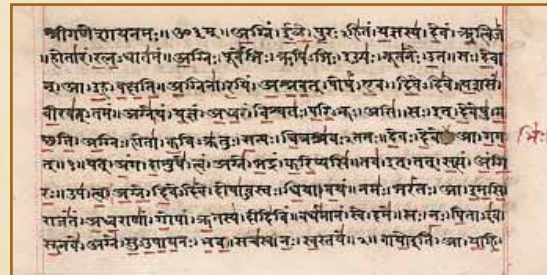 श्रीगणेशायनमः॥ॐ३म्॥अग्निं।ईळे।पुरःऽहितं।यज्ञस्य।देवं।ऋत्विजं
।होतारं।रत्नऽधातमं॥अग्निः।पूर्वेभिः।ऋषिऽभिः।ईड्यः।नूतनैः।उत॥सः।देवा
न्।आ।इह।वक्षति॥अग्निना।रयिं।अश्नवत्।पोषं।एव।दिवेऽदिवे।यशसं
वीरवत्ऽतमं॥अग्ने।यं।यज्ञं।अध्वरं।विश्वतः।परिऽभूः।असि॥सः।इत्।देवेषु।ग
च्छति॥अग्निः।होता।कविऽक्रतुः।सत्यः।चित्रश्रवःऽतमः॥देवः।देवे आ।गम
भिः
त्॥१॥यत्।अंग।दाशुषे।त्वं।अग्ने।भद्रं।करिष्यसि॥तव।इत्।तत्।सत्यं।अंगि
रः॥उप।त्वा।अग्ने।दिवेऽदिवे।दोषाऽवस्तः।धिया।वयं॥नमः।भरंतः।आ।इमसि
राजंतं।अध्वराणां।गोपां।ऋतस्य।दीदिविं॥वर्धमानं।स्वे।दमे॥सः।नः।पिताऽइव
सूनवे।अग्ने।सुऽउपायनः।भव॥सचस्व।नः।स्वस्तये॥२॥वायोइति।आ।याहि।